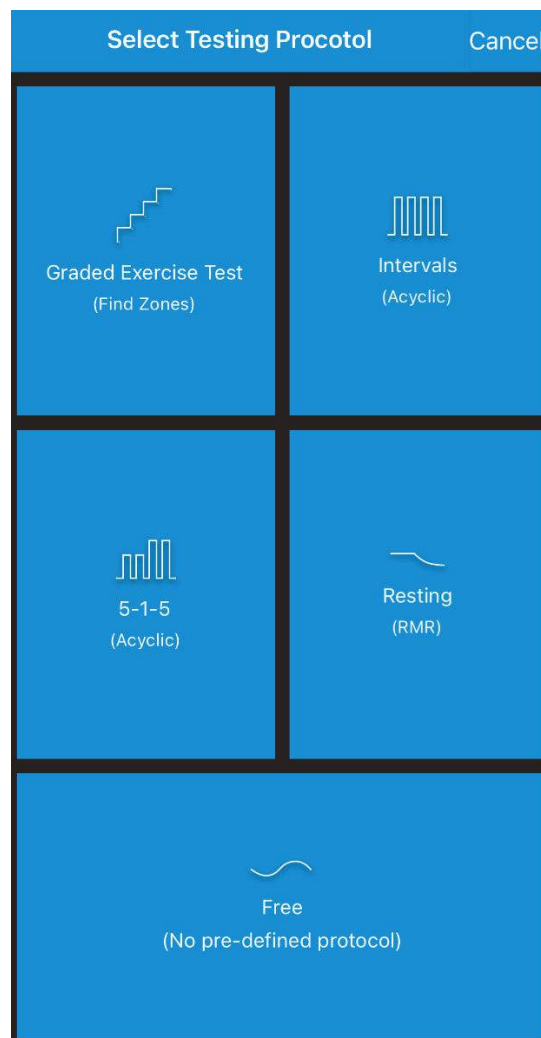 Select Testing Procotol
Cancel
Graded Exercise Test
(Find Zones)
Intervals
(Acyclic)
5-1-5
(Acyclic)
Resting
(RMR)
Free
(No pre-defined protocol)